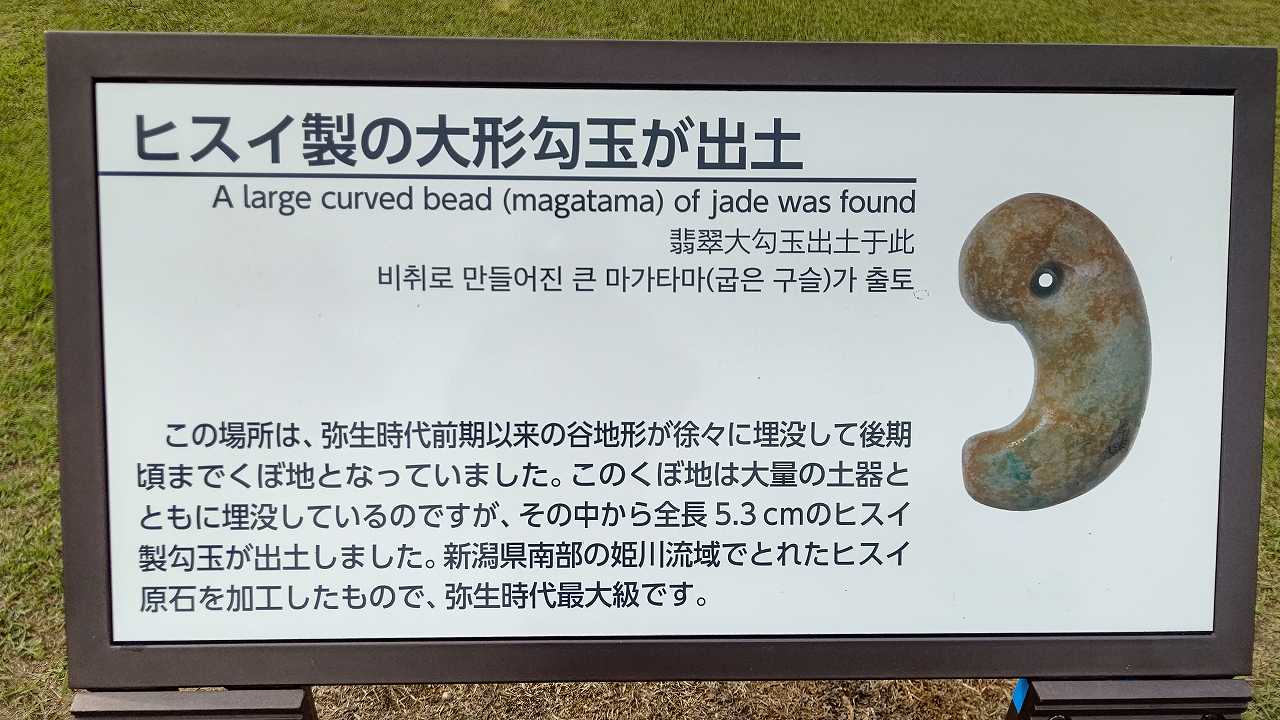 ヒスイ製の大形勾玉が出土
A large curved bead (magatama) of jade was found
翡翠大勾玉出土于此
비취로 만들어진 큰 마가타마(굽은 구슬)가 출토
この場所は、弥生時代前期以来の谷地形が徐々に埋没して後期
頃までくぼ地となっていました。このくぼ地は大量の土器と
ともに埋没しているのですが、その中から全長 5.3 cmのヒスイ
製勾玉が出土しました。新潟県南部の姫川流域でとれたヒスイ
原石を加工したもので、弥生時代最大級です。